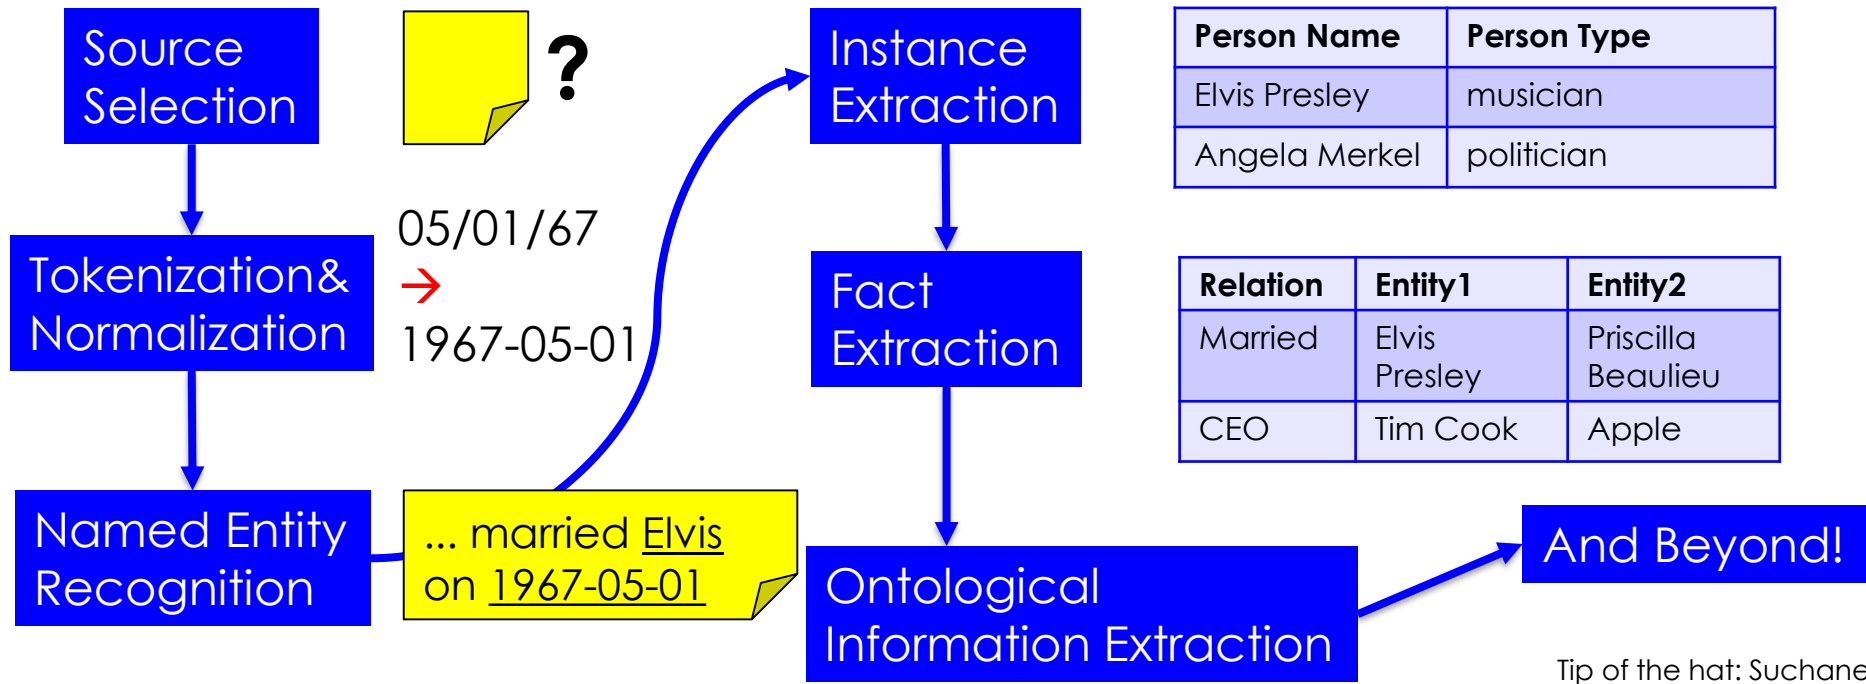 Source
Selection
?
Tokenization&
Normalization
05/01/67
→
1967-05-01
Named Entity
Recognition
... married Elvis
on 1967-05-01
Instance
Extraction
Person Name Person Type
Elvis Presley musician
Angela Merkel politician
Fact
Extraction
Relation Entity1 Entity2
Married Elvis Priscilla
Presley Beaulieu
CEO Tim Cook Apple
Ontological
Information Extraction
And Beyond!
Tip of the hat: Suchane